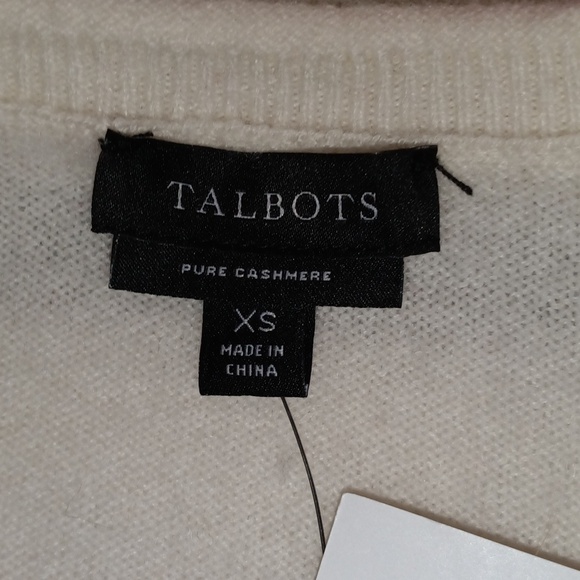 TALBOTS
PURE CASHMERE
XS
MADE IN
CHINA